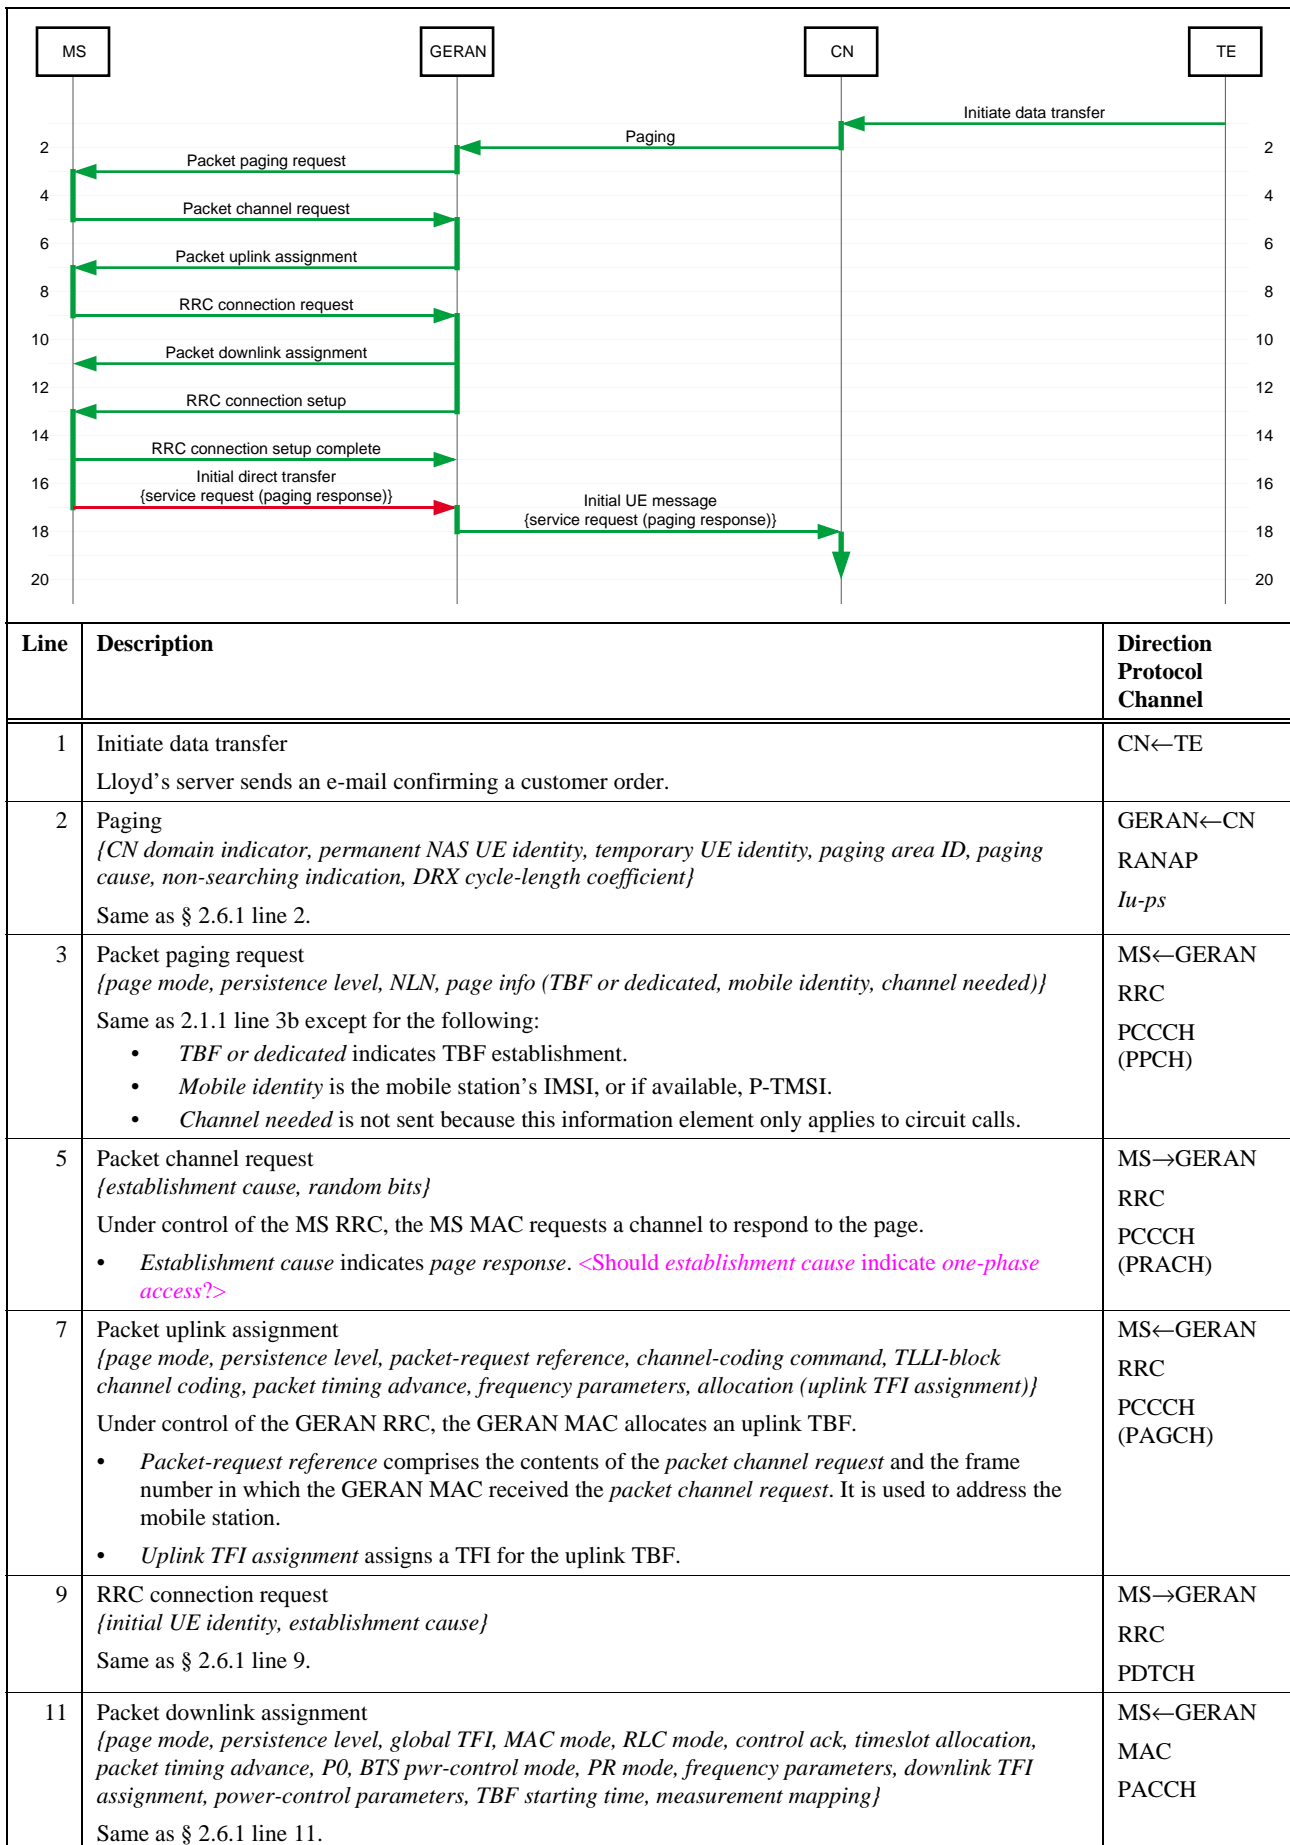 MS GERAN CN TE
Initiate data transfer
2 Paging 2
Packet paging request
4 4
Packet channel request
6 6
Packet uplink assignment
8 8
RRC connection request
10 10
Packet downlink assignment
12 12
RRC connection setup
14 14
RRC connection setup complete
Initial direct transfer
16 16
{service request (paging response)}
Initial UE message
{service request (paging response)}
18 18
20 20
Line Description Direction
Protocol
Channel
1 Initiate data transfer CN←TE
Lloyd’s server sends an e-mail confirming a customer order.
2 Paging GERAN←CN
{CN domain indicator, permanent NAS UE identity, temporary UE identity, paging area ID, paging
cause, non-searching indication, DRX cycle-length coefficient}
RANAP
Same as § 2.6.1 line 2.
Iu-ps
3 Packet paging request MS←GERAN
{page mode, persistence level, NLN, page info (TBF or dedicated, mobile identity, channel needed)}
RRC
Same as 2.1.1 line 3b except for the following:
PCCCH
(PPCH)
• TBF or dedicated indicates TBF establishment.
• Mobile identity is the mobile station’s IMSI, or if available, P-TMSI.
• Channel needed is not sent because this information element only applies to circuit calls.
5 Packet channel request MS→GERAN
{establishment cause, random bits}
RRC
Under control of the MS RRC, the MS MAC requests a channel to respond to the page.
PCCCH
(PRACH)
• Establishment cause indicates page response. <Should establishment cause indicate one-phase
access?>
7 Packet uplink assignment MS←GERAN
{page mode, persistence level, packet-request reference, channel-coding command, TLLI-block
channel coding, packet timing advance, frequency parameters, allocation (uplink TFI assignment)}
RRC
Under control of the GERAN RRC, the GERAN MAC allocates an uplink TBF.
PCCCH
(PAGCH)
• Packet-request reference comprises the contents of the packet channel request and the frame
number in which the GERAN MAC received the packet channel request. It is used to address the
mobile station.
• Uplink TFI assignment assigns a TFI for the uplink TBF.
9 RRC connection request MS→GERAN
{initial UE identity, establishment cause}
RRC
Same as § 2.6.1 line 9.
PDTCH
11 Packet downlink assignment MS←GERAN
{page mode, persistence level, global TFI, MAC mode, RLC mode, control ack, timeslot allocation,
packet timing advance, P0, BTS pwr-control mode, PR mode, frequency parameters, downlink TFI
assignment, power-control parameters, TBF starting time, measurement mapping}
MAC
PACCH
Same as § 2.6.1 line 11.